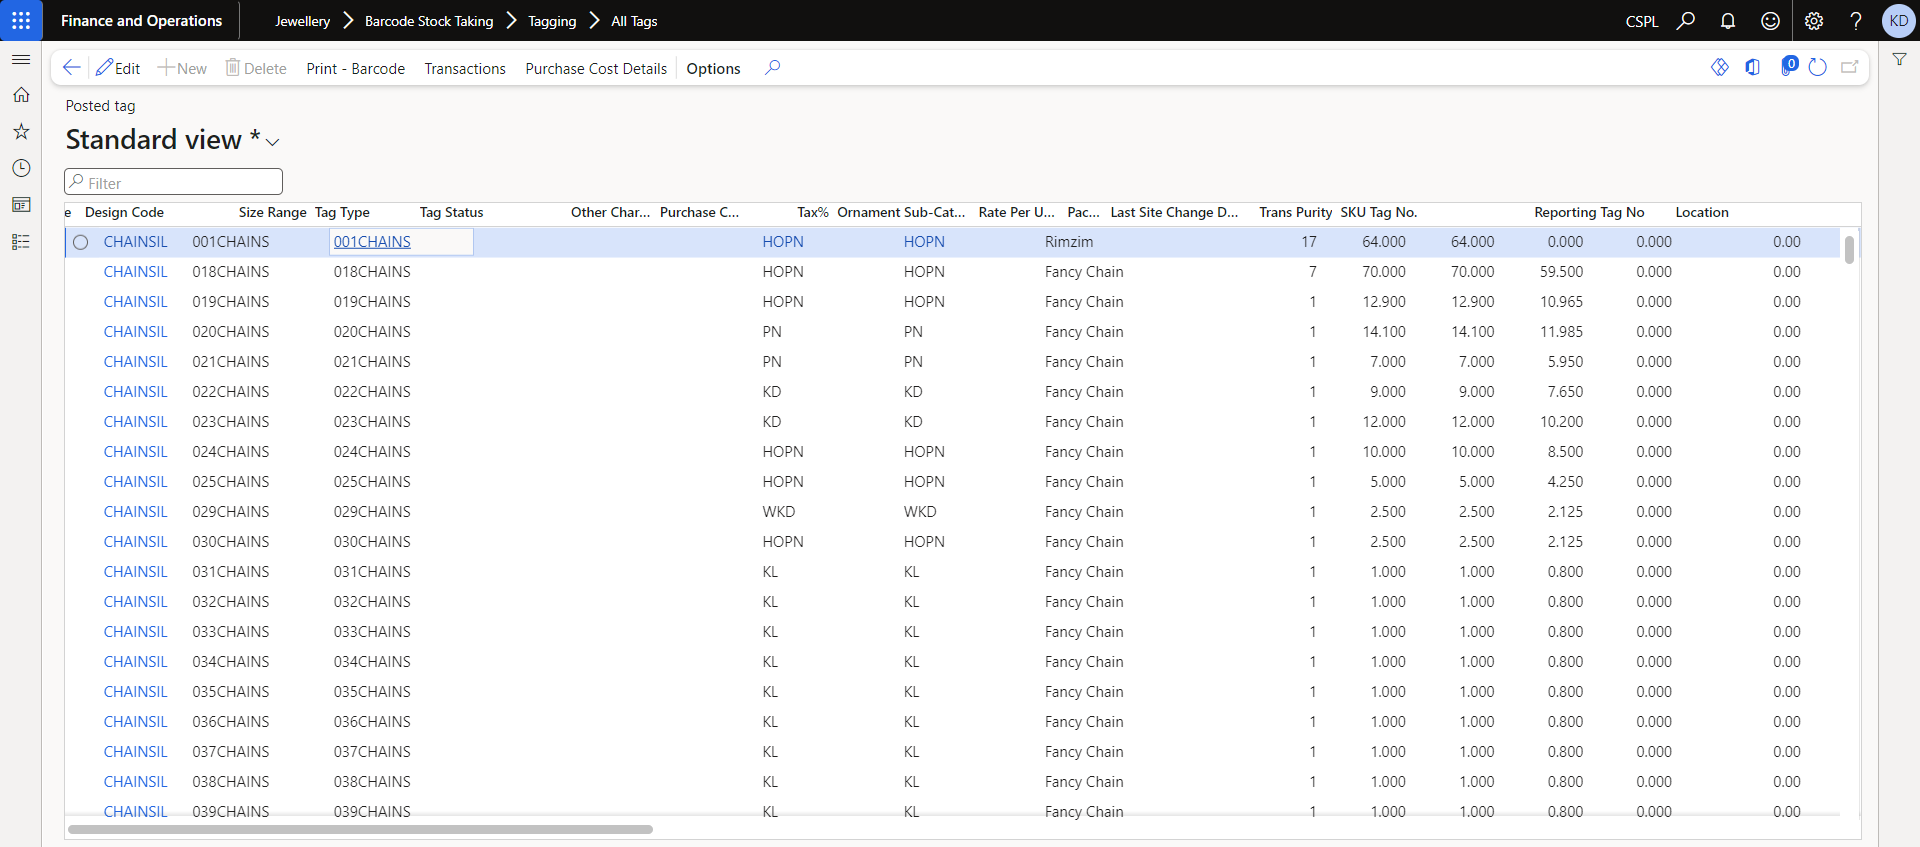 Finance and Operations Jewellery Barcode Stock Taking Tagging All Tags CSPL KD
Edit New Delete Print - Barcode Transactions Purchase Cost Details Options 0
Posted tag
Standard view *
Filter
e Design Code Size Range Tag Type Tag Status Other Char... Purchase C... Tax% Ornament Sub-Cat... Rate Per U... Pac... Last Site Change D... Trans Purity SKU Tag No. Reporting Tag No Location
CHAINSIL 001CHAINS 001CHAINS HOPN HOPN Rimzim 17 64.000 64.000 0.000 0.000 0.00
CHAINSIL 018CHAINS 018CHAINS HOPN HOPN Fancy Chain 7 70.000 70.000 59.500 0.000 0.00
CHAINSIL 019CHAINS 019CHAINS HOPN HOPN Fancy Chain 1 12.900 12.900 10.965 0.000 0.00
CHAINSIL 020CHAINS 020CHAINS PN PN Fancy Chain 1 14.100 14.100 11.985 0.000 0.00
CHAINSIL 021CHAINS 021CHAINS PN PN Fancy Chain 1 7.000 7.000 5.950 0.000 0.00
CHAINSIL 022CHAINS 022CHAINS KD KD Fancy Chain 1 9.000 9.000 7.650 0.000 0.00
CHAINSIL 023CHAINS 023CHAINS KD KD Fancy Chain 1 12.000 12.000 10.200 0.000 0.00
CHAINSIL 024CHAINS 024CHAINS HOPN HOPN Fancy Chain 1 10.000 10.000 8.500 0.000 0.00
CHAINSIL 025CHAINS 025CHAINS HOPN HOPN Fancy Chain 1 5.000 5.000 4.250 0.000 0.00
CHAINSIL 029CHAINS 029CHAINS WKD WKD Fancy Chain 1 2.500 2.500 2.125 0.000 0.00
CHAINSIL 030CHAINS 030CHAINS HOPN HOPN Fancy Chain 1 2.500 2.500 2.125 0.000 0.00
CHAINSIL 031CHAINS 031CHAINS KL KL Fancy Chain 1 1.000 1.000 0.800 0.000 0.00
CHAINSIL 032CHAINS 032CHAINS KL KL Fancy Chain 1 1.000 1.000 0.800 0.000 0.00
CHAINSIL 033CHAINS 033CHAINS KL KL Fancy Chain 1 1.000 1.000 0.800 0.000 0.00
CHAINSIL 034CHAINS 034CHAINS KL KL Fancy Chain 1 1.000 1.000 0.800 0.000 0.00
CHAINSIL 035CHAINS 035CHAINS KL KL Fancy Chain 1 1.000 1.000 0.800 0.000 0.00
CHAINSIL 036CHAINS 036CHAINS KL KL Fancy Chain 1 1.000 1.000 0.800 0.000 0.00
CHAINSIL 037CHAINS 037CHAINS KL KL Fancy Chain 1 1.000 1.000 0.800 0.000 0.00
CHAINSIL 038CHAINS 038CHAINS KL KL Fancy Chain 1 1.000 1.000 0.800 0.000 0.00
CHAINSIL 039CHAINS 039CHAINS KL KL Fancy Chain 1 1.000 1.000 0.800 0.000 0.00